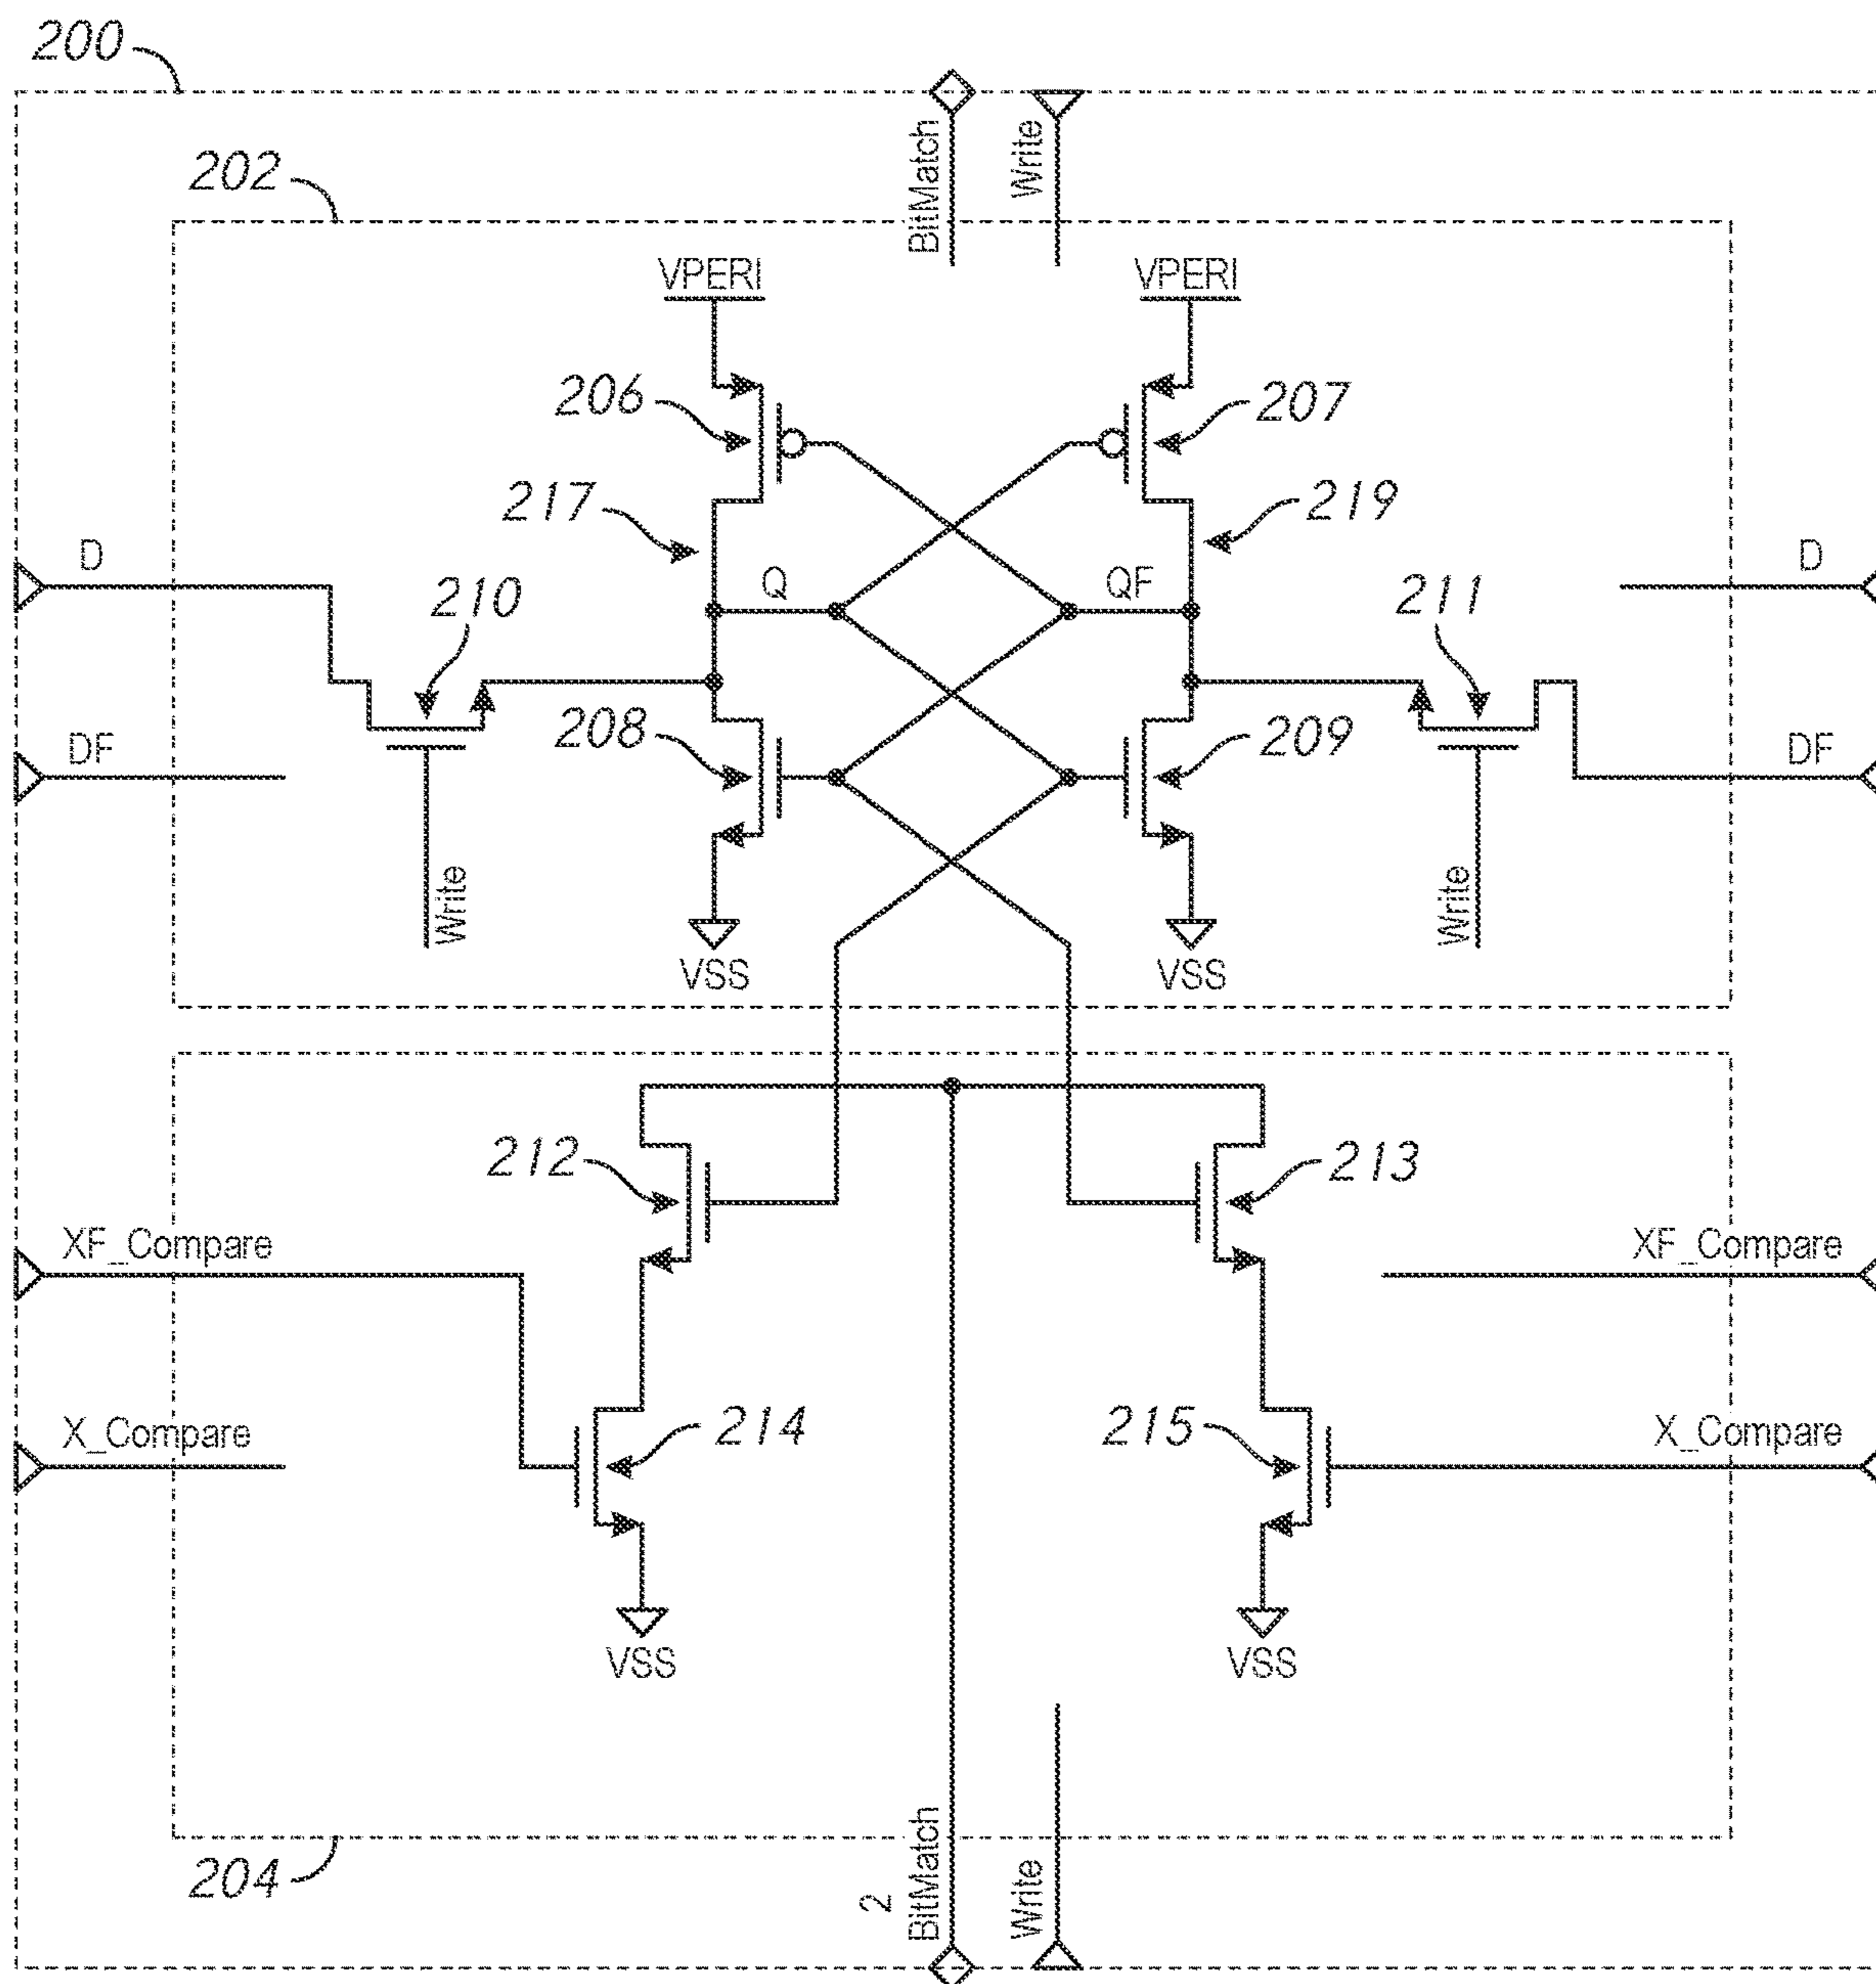 200
BitMatch
Write
202
VPERI
VPERI
206
207
217
219
D
Q
QF
D
210
211
DF
208
209
DF
Write
Write
VSS
VSS
212
213
XF_Compare
XF_Compare
X_Compare
214
215
X_Compare
VSS
VSS
204
2
BitMatch
Write